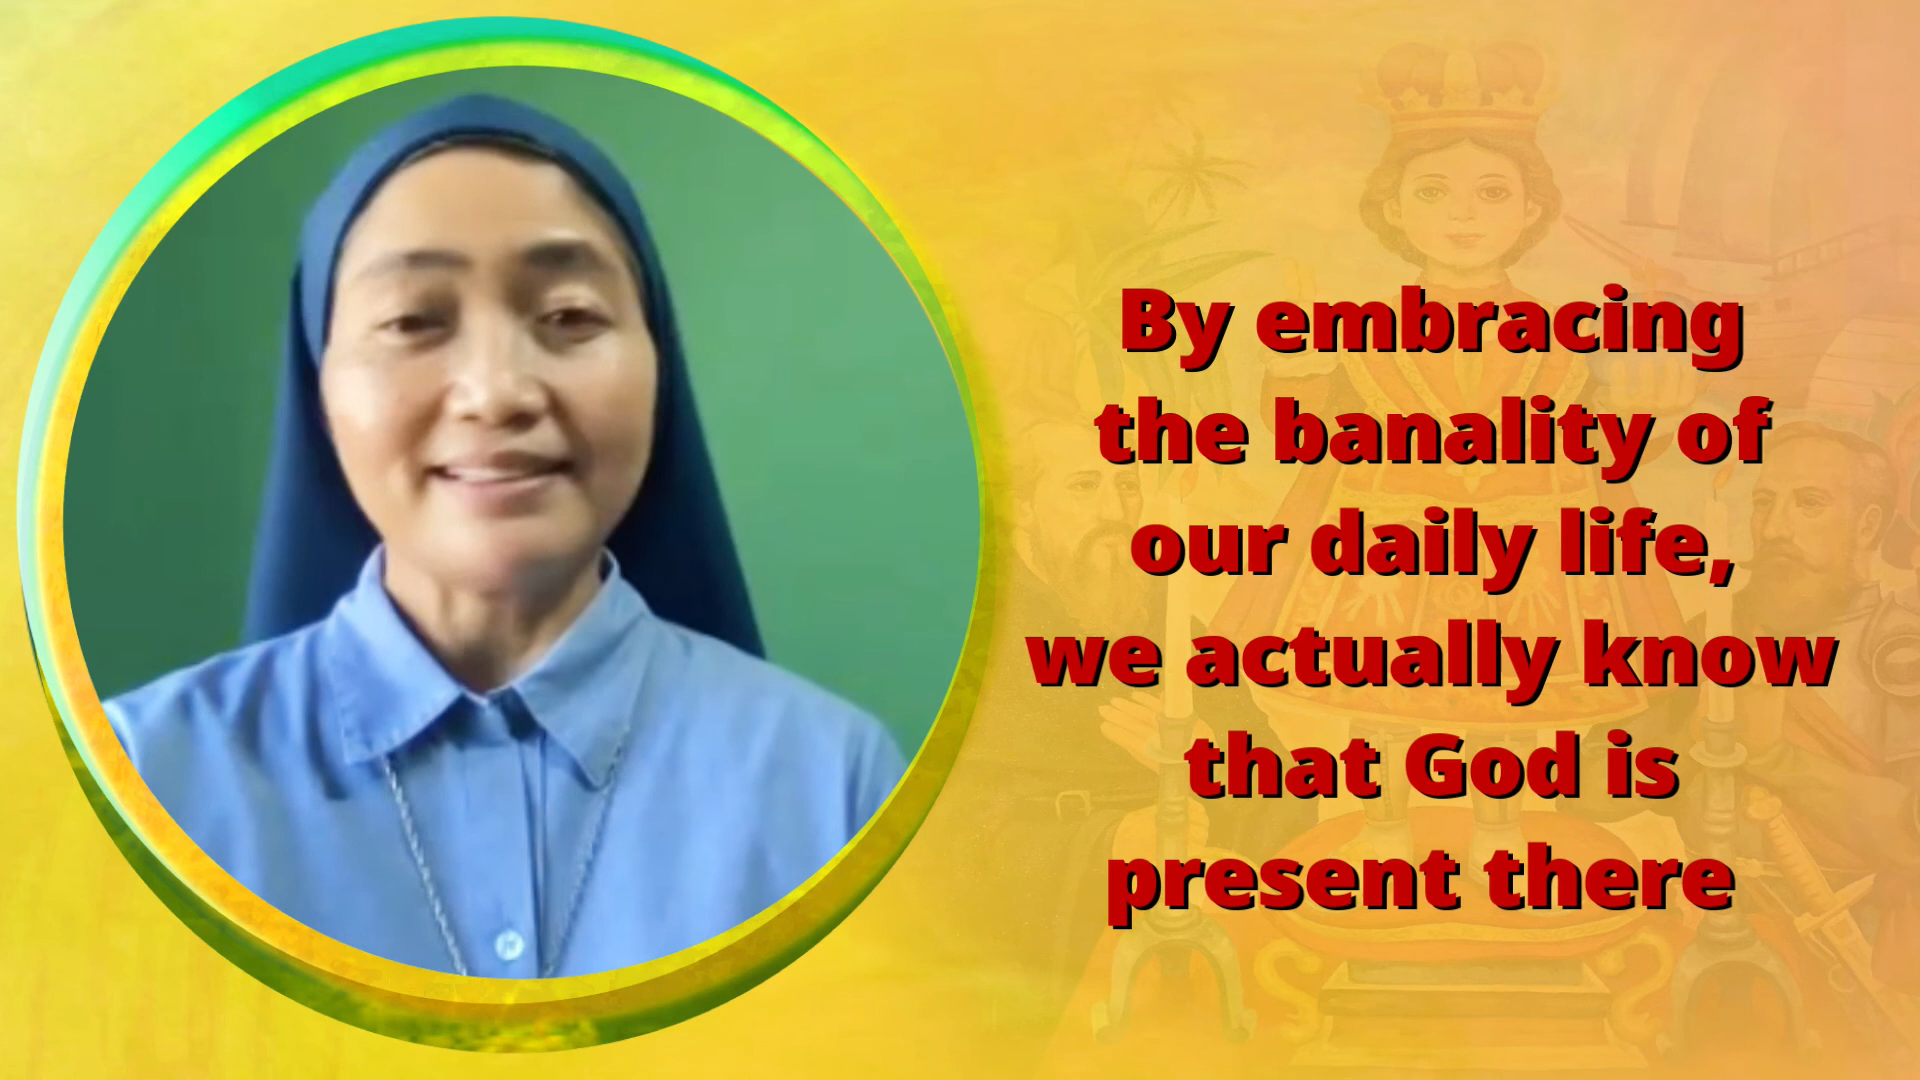 By embracing
the banality of
our daily life,
we actually know
that God is
present there